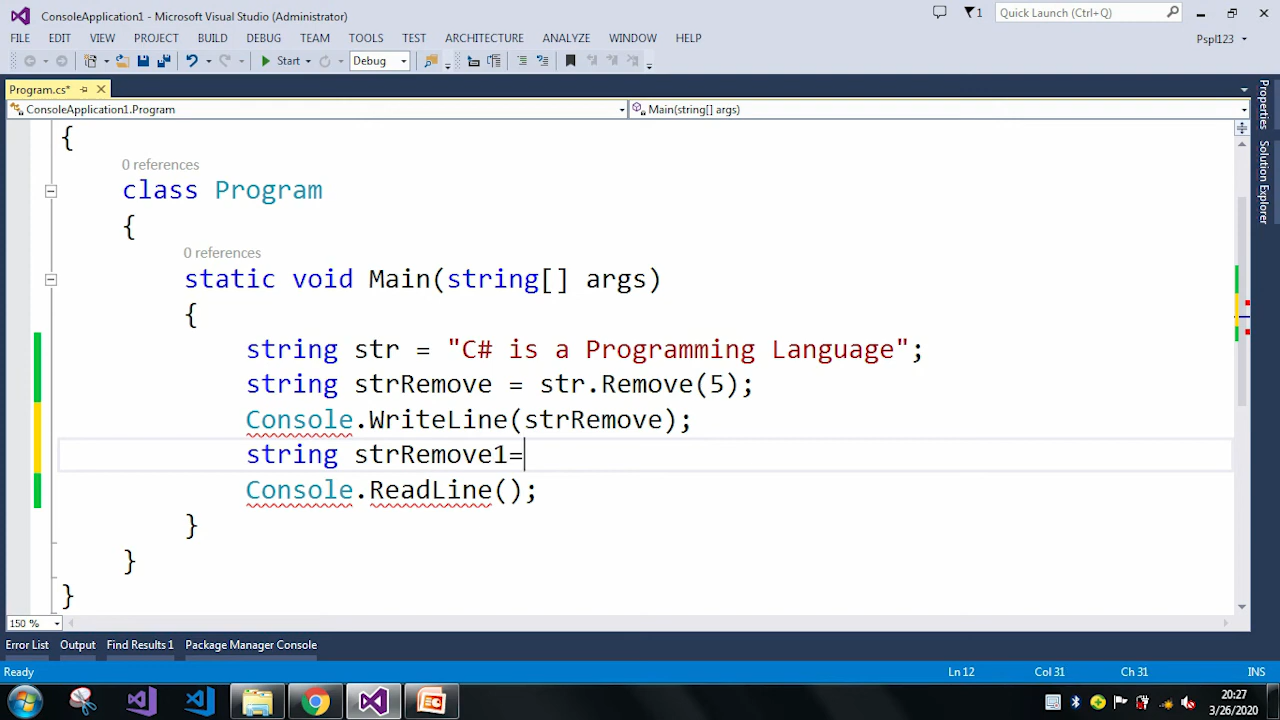 ConsoleApplication1 - Microsoft Visual Studio (Administrator)
1
Quick Launch (Ctrl+Q)
FILE EDIT VIEW PROJECT BUILD DEBUG TEAM TOOLS TEST ARCHITECTURE ANALYZE WINDOW HELP
Pspl123
Start
Debug
Program.cs*
ConsoleApplication1.Program
Main(string[] args)
Properties
Solution Explorer
{
0 references
class Program
{
0 references
static void Main(string[] args)
{
string str = "C# is a Programming Language";
string strRemove = str.Remove(5);
Console.WriteLine(strRemove);
string strRemove1=
Console.ReadLine();
}
}
}
150 %
Error List Output Find Results 1 Package Manager Console
Ready
Ln 12 Col 31 Ch 31 INS
20:27
3/26/2020